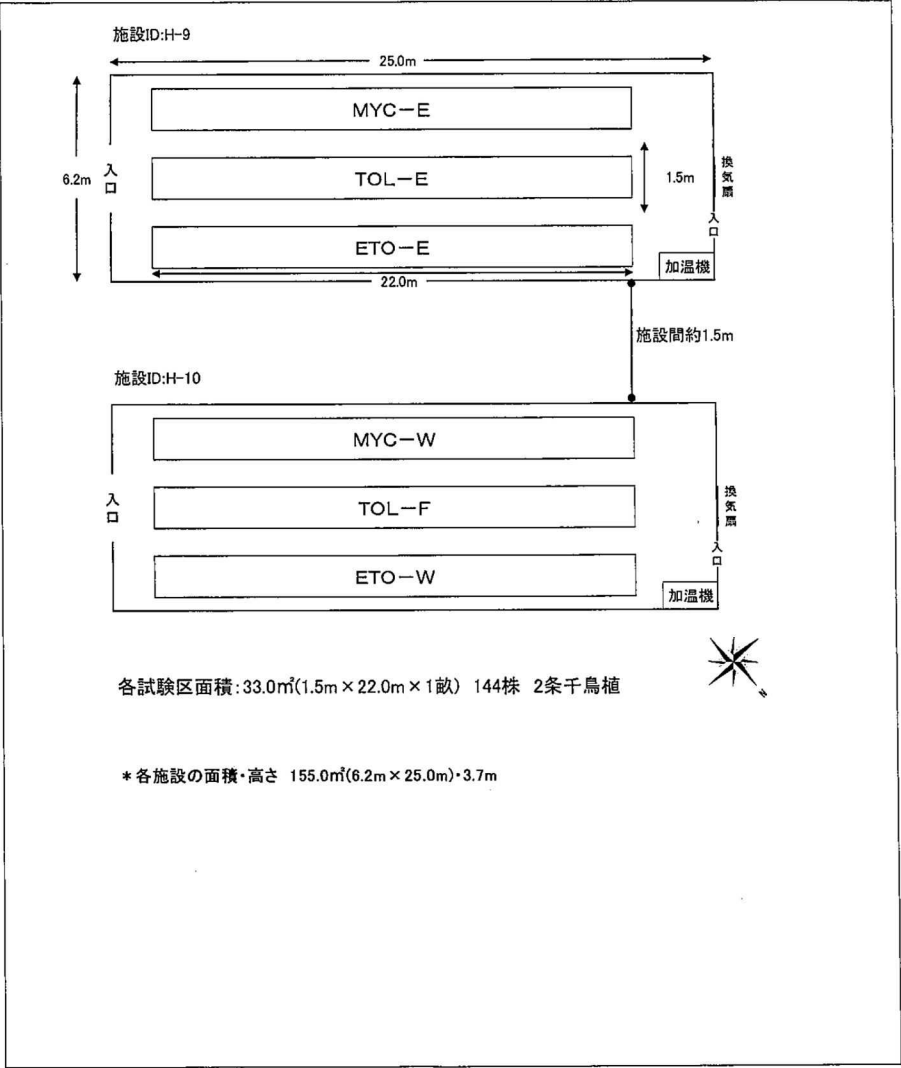 施設ID:H-9
25.0m
MYC-E
6.2m
入口
TOL-E
1.5m
換気扇
入口
ETO-E
加温機
22.0m
施設間約1.5m
施設ID:H-10
MYC-W
入口
TOL-F
換気扇
入口
ETO-W
加温機
各試験区面積:33.0㎡(1.5m×22.0m×1畝) 144株 2条千鳥植
N
*各施設の面積・高さ 155.0㎡(6.2m×25.0m)・3.7m